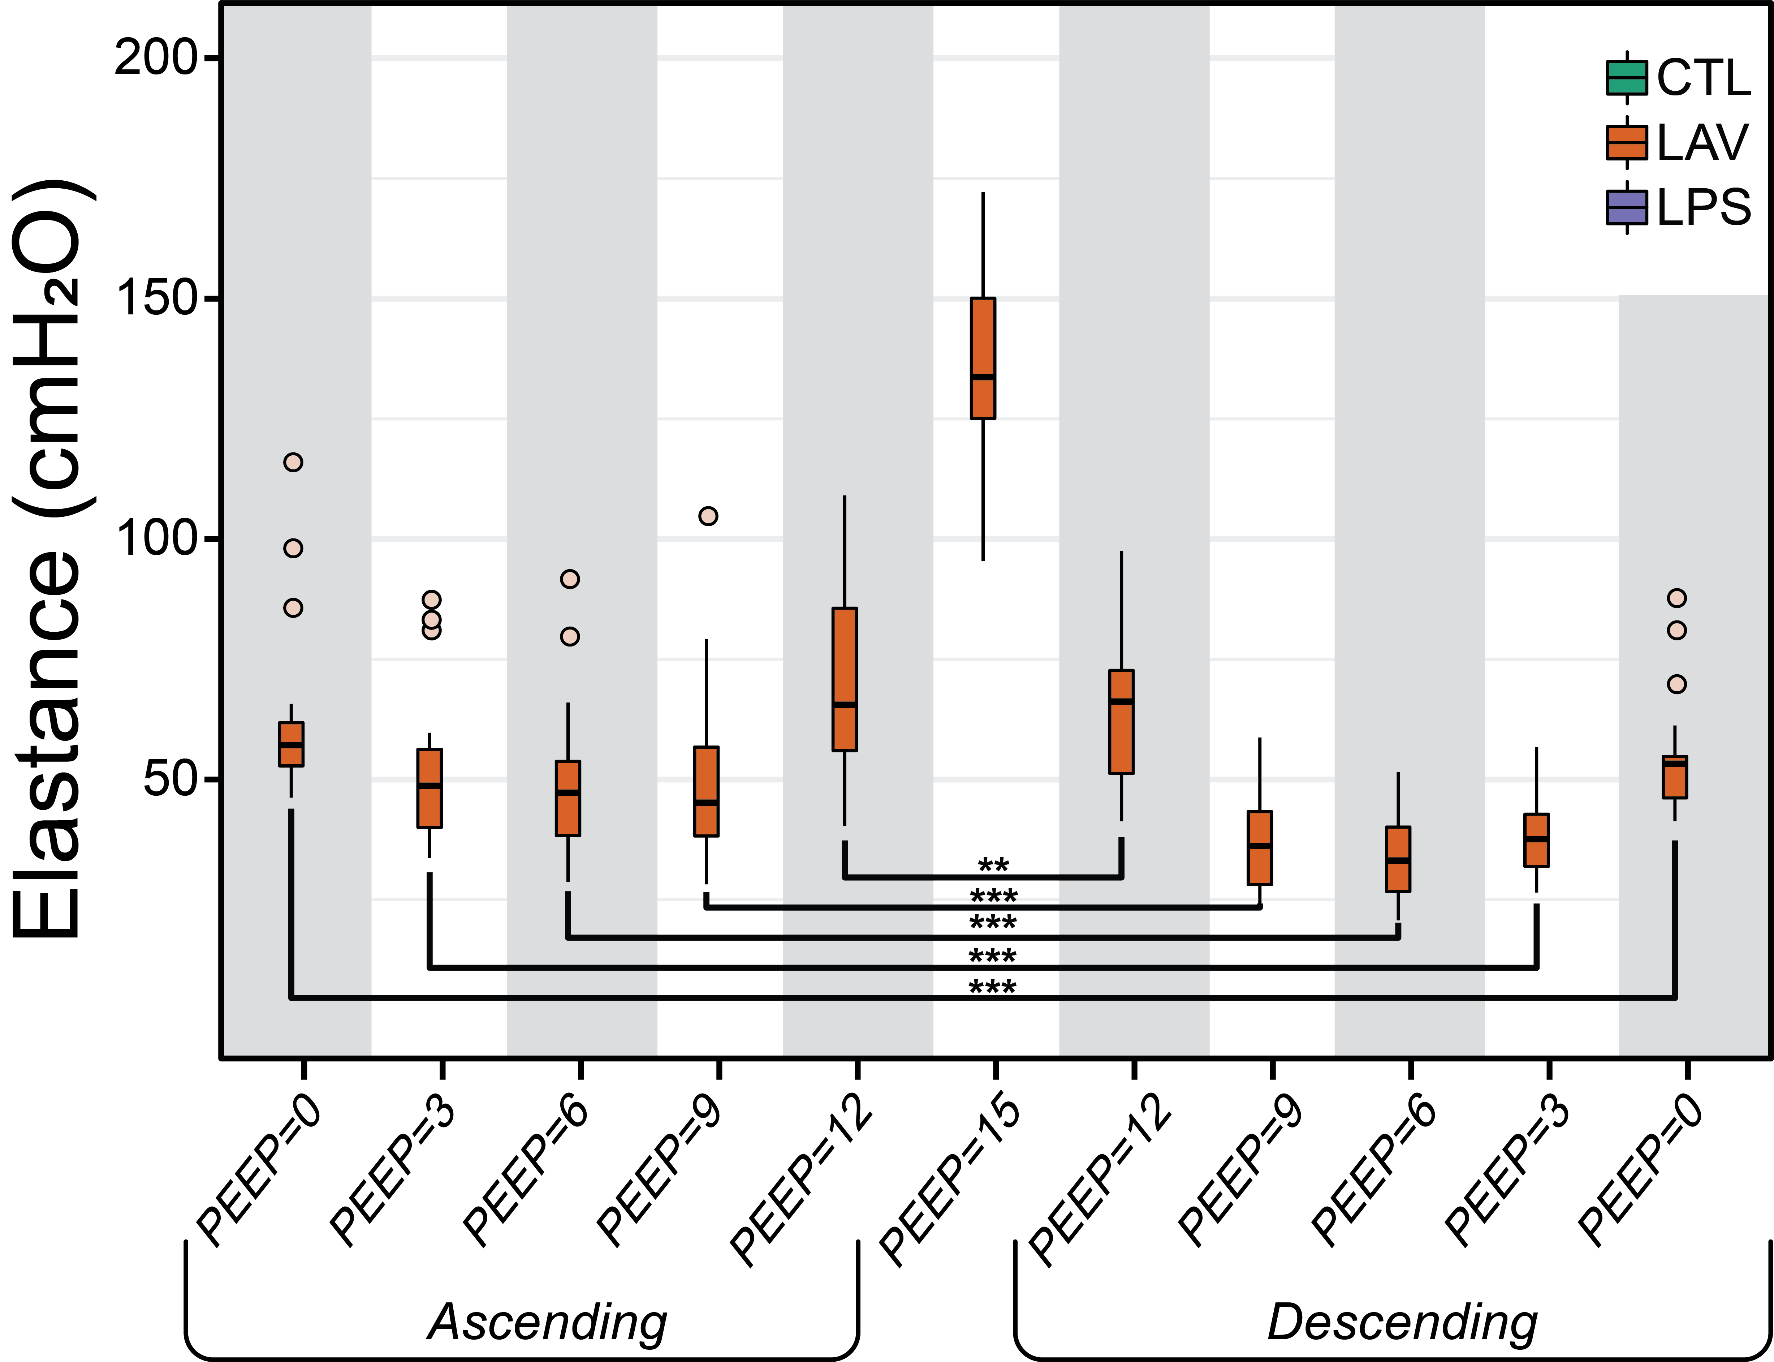 Elastance (cmH₂O)
200
150
100
50
CTL
LAV
LPS
**
***
***
***
***
PEEP=0
PEEP=3
PEEP=6
PEEP=9
PEEP=12
PEEP=15
PEEP=12
PEEP=9
PEEP=6
PEEP=3
PEEP=0
Ascending
Descending